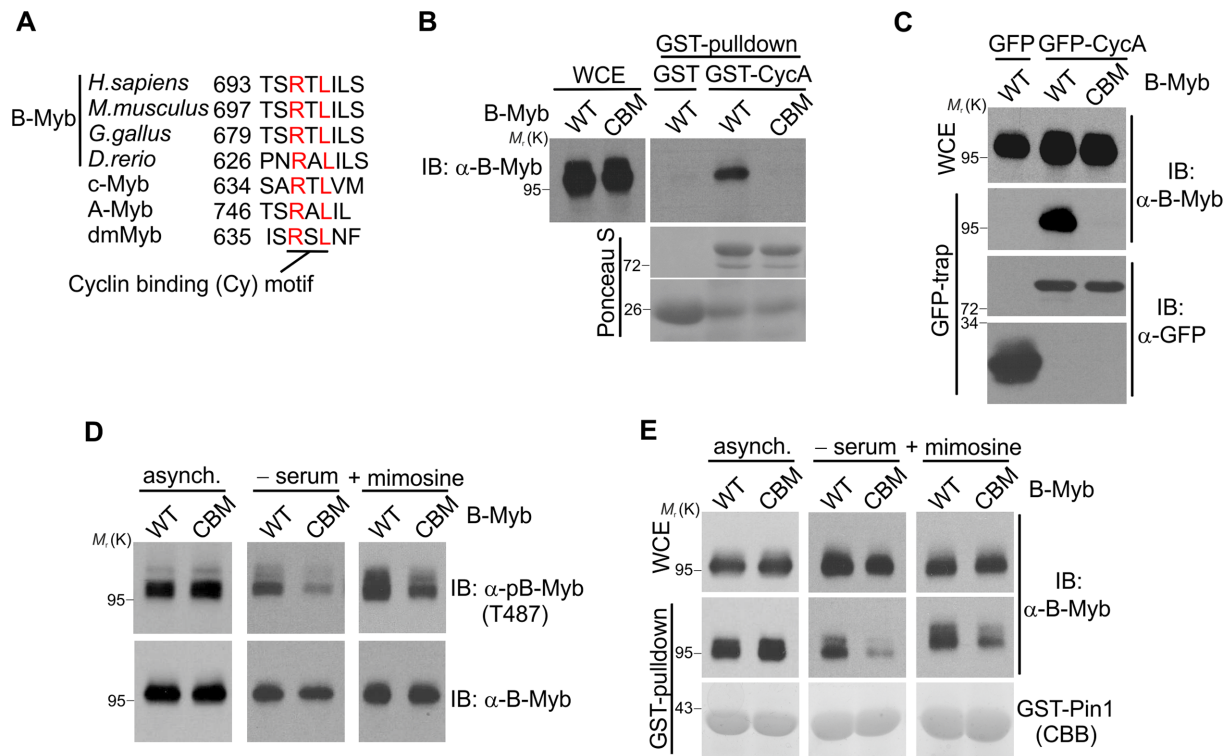 A
B-Myb
H.sapiens 693 TSRTLILS
M.musculus 697 TSRTLILS
G.gallus 679 TSRTLILS
D.rerio 626 PNRALILS
c-Myb 634 SARTLVM
A-Myb 746 TSRALIL
dmMyb 635 ISRSLNF
Cyclin binding (Cy) motif
B
GST-pulldown
WCE GST GST-CycA
B-Myb WT CBM WT WT CBM
Mr (K)
IB: α-B-Myb
95
Ponceau S
72
26
C
GFP GFP-CycA
WT WT CBM B-Myb
Mr (K)
WCE
95
IB:
α-B-Myb
GFP-trap
95
72
34
IB:
α-GFP
D
asynch. – serum + mimosine
WT CBM WT CBM WT CBM B-Myb
Mr (K)
95
IB: α-pB-Myb
(T487)
95
IB: α-B-Myb
E
asynch. – serum + mimosine
WT CBM WT CBM WT CBM B-Myb
Mr (K)
WCE
95
IB:
α-B-Myb
GST-pulldown
95
43
GST-Pin1
(CBB)